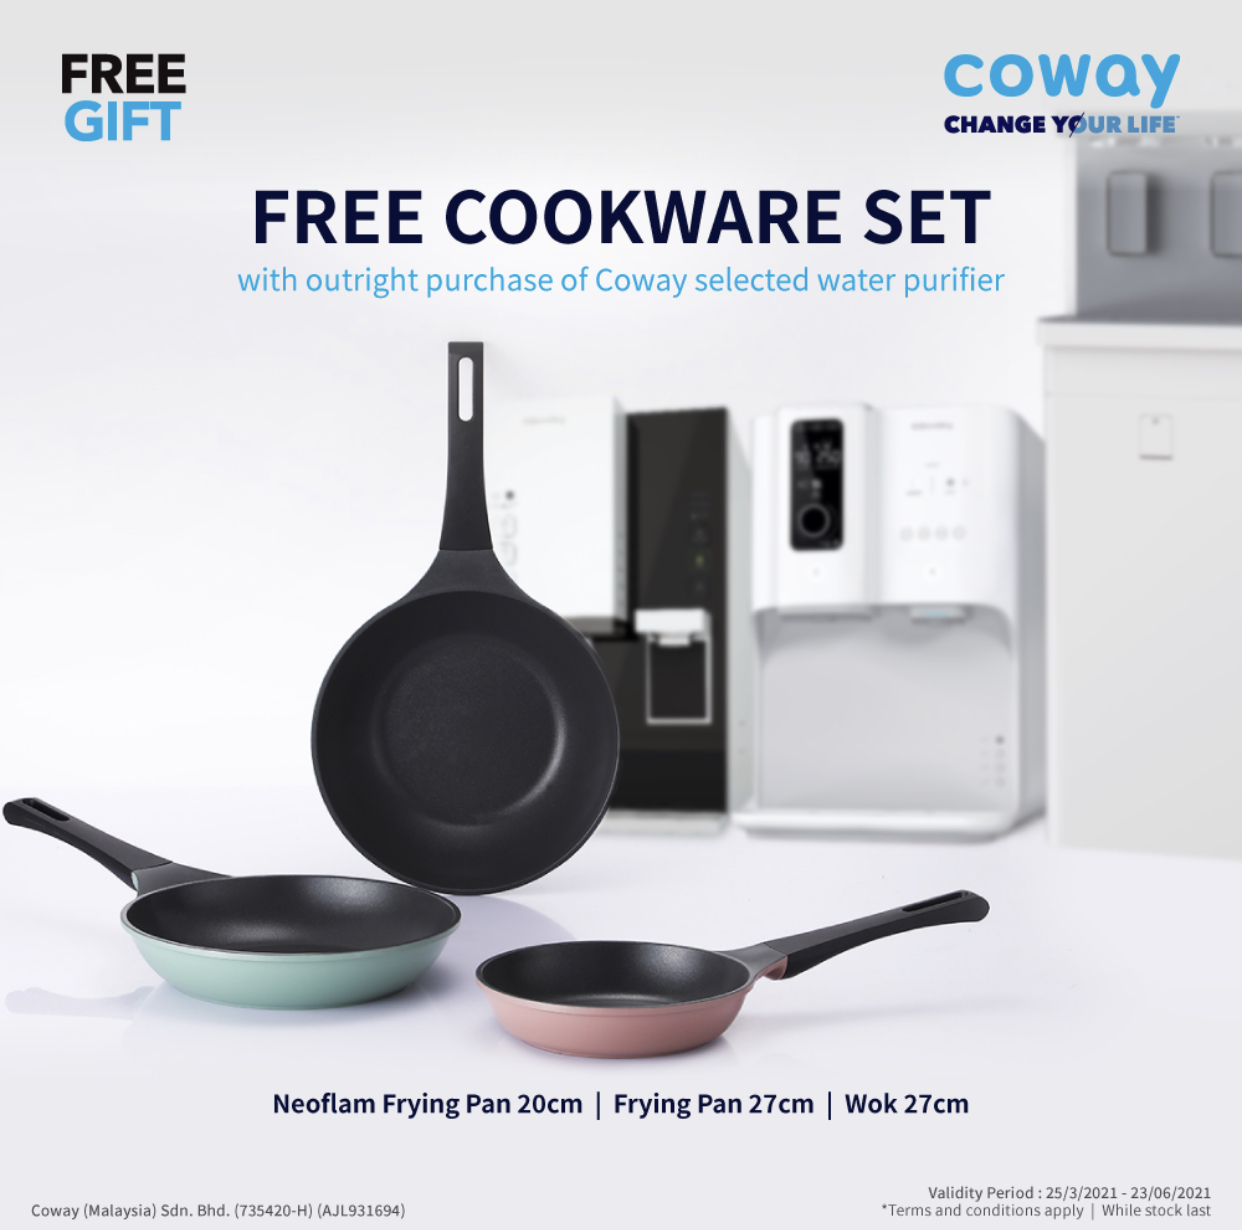 FREE
GIFT
coway
CHANGE YOUR LIFE
FREE COOKWARE SET
with outright purchase of Coway selected water purifier
Neoflam Frying Pan 20cm | Frying Pan 27cm | Wok 27cm
Coway (Malaysia) Sdn. Bhd. (735420-H) (AJL931694)
Validity Period : 25/3/2021 - 23/06/2021
*Terms and conditions apply | While stock last